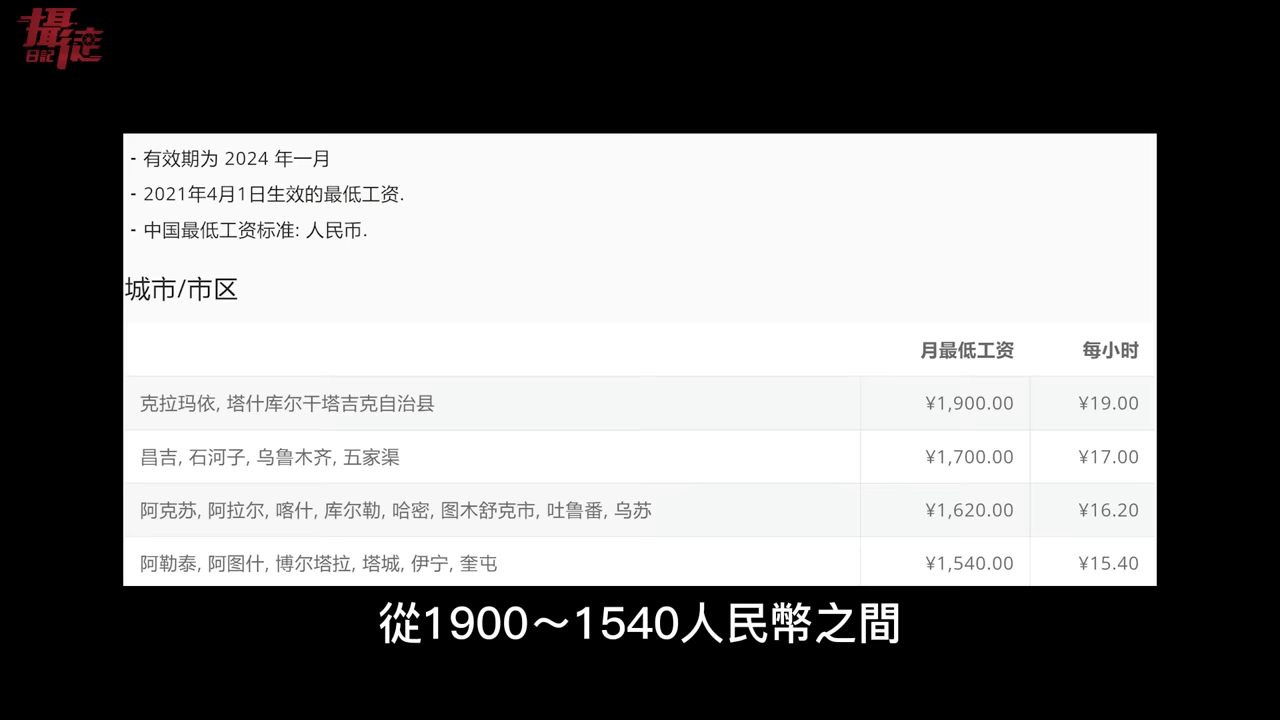 攝徒
日記
- 有效期为 2024 年一月
- 2021年4月1日生效的最低工资.
- 中国最低工资标准: 人民币.
城市/市区
月最低工资 每小时
克拉玛依, 塔什库尔干塔吉克自治县 ¥1,900.00 ¥19.00
昌吉, 石河子, 乌鲁木齐, 五家渠 ¥1,700.00 ¥17.00
阿克苏, 阿拉尔, 喀什, 库尔勒, 哈密, 图木舒克市, 吐鲁番, 乌苏 ¥1,620.00 ¥16.20
阿勒泰, 阿图什, 博尔塔拉, 塔城, 伊宁, 奎屯 ¥1,540.00 ¥15.40
從1900～1540人民幣之間